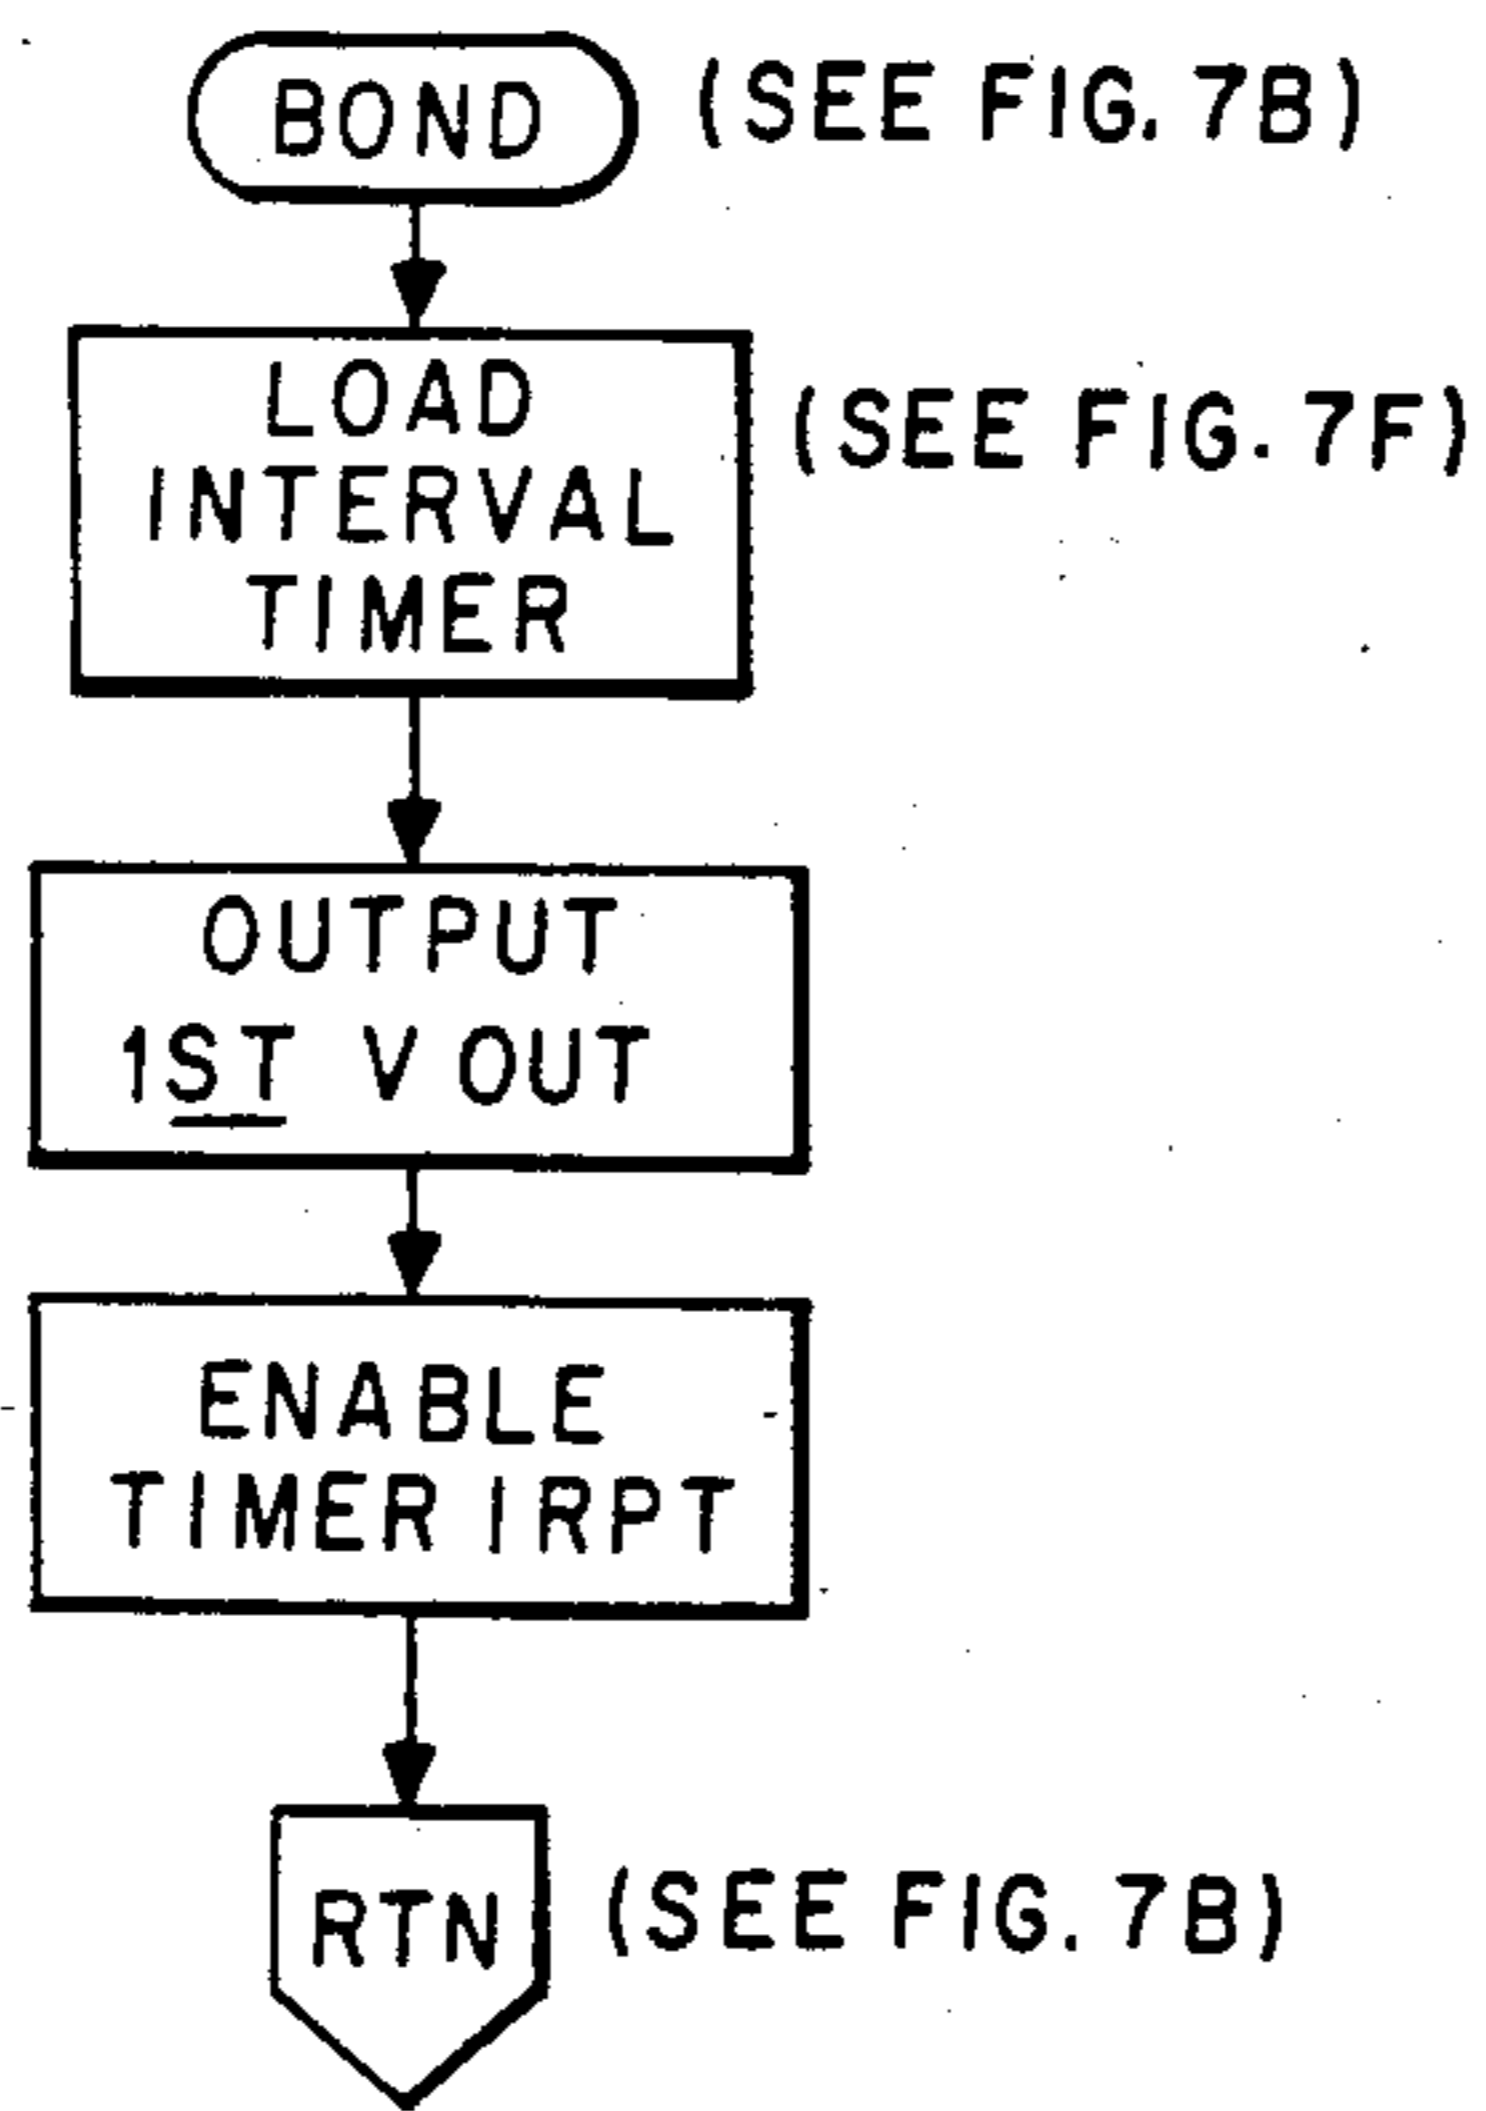 BOND (SEE FIG. 7B)
LOAD
INTERVAL
TIMER
(SEE FIG. 7F)
OUTPUT
1ST V OUT
ENABLE
TIMER IRPT
RTN (SEE FIG. 7B)